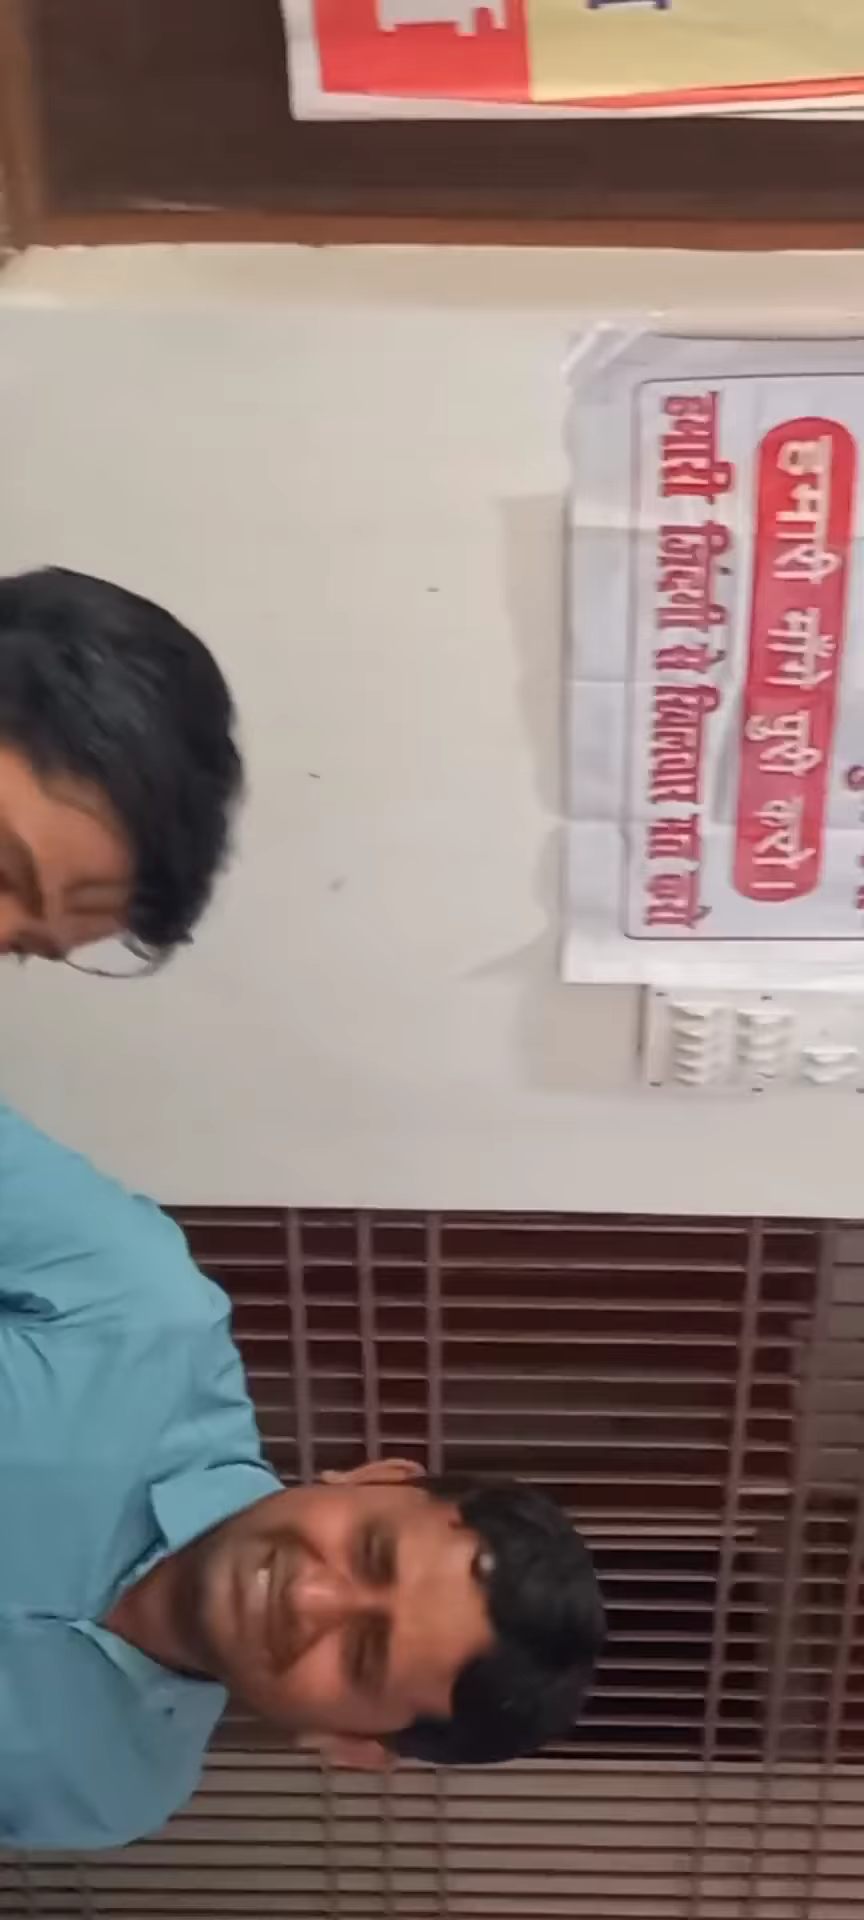 हमारी माँगे पुरी करो।
हमारी जिंदगी से खिलवार मत करो